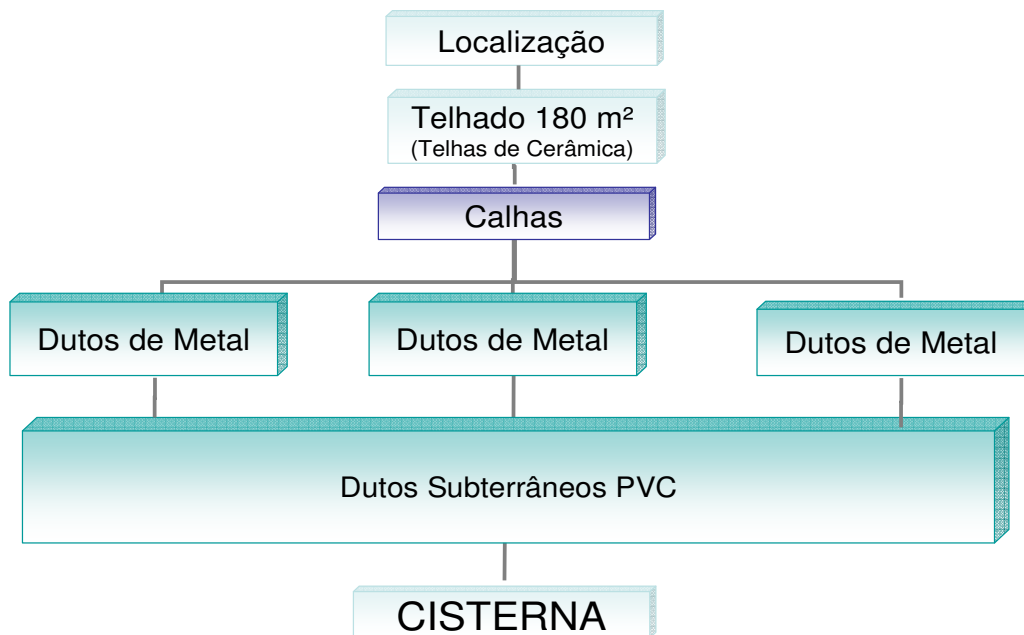 Localização
Telhado 180 m²
(Telhas de Cerâmica)
Calhas
Dutos de Metal
Dutos de Metal
Dutos de Metal
Dutos Subterrâneos PVC
CISTERNA